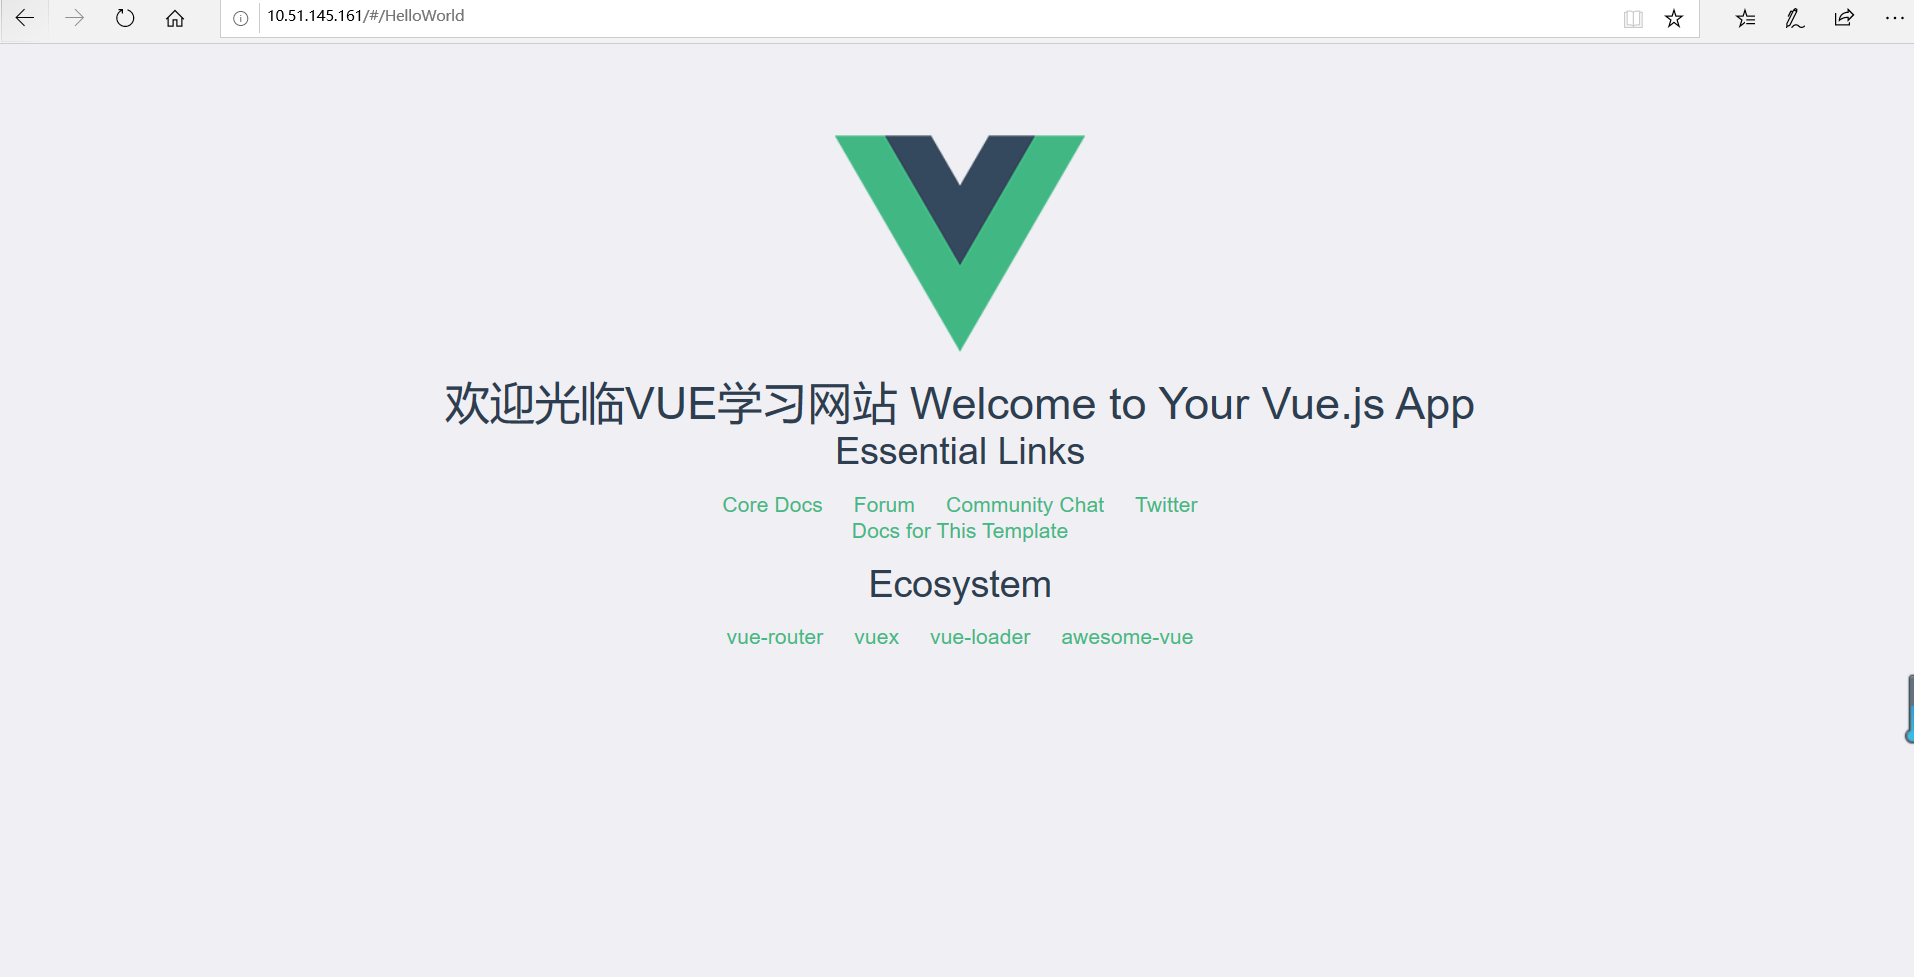 10.51.145.161/#/HelloWorld
欢迎光临VUE学习网站 Welcome to Your Vue.js App
Essential Links
Core Docs Forum Community Chat Twitter
Docs for This Template
Ecosystem
vue-router vuex vue-loader awesome-vue